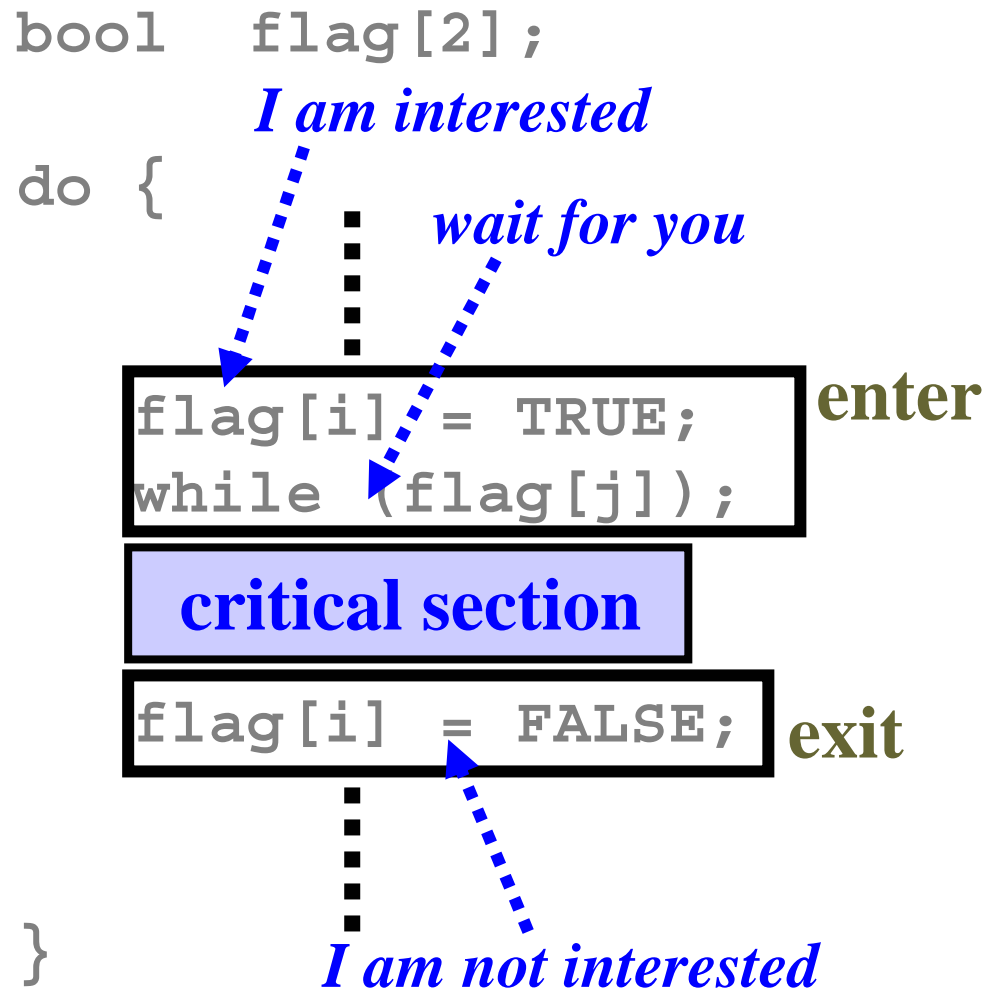 bool  flag[2];
I am interested
do {
wait for you
flag[i] = TRUE;
enter
while (flag[j]);
critical section
flag[i] = FALSE;
exit
}
I am not interested